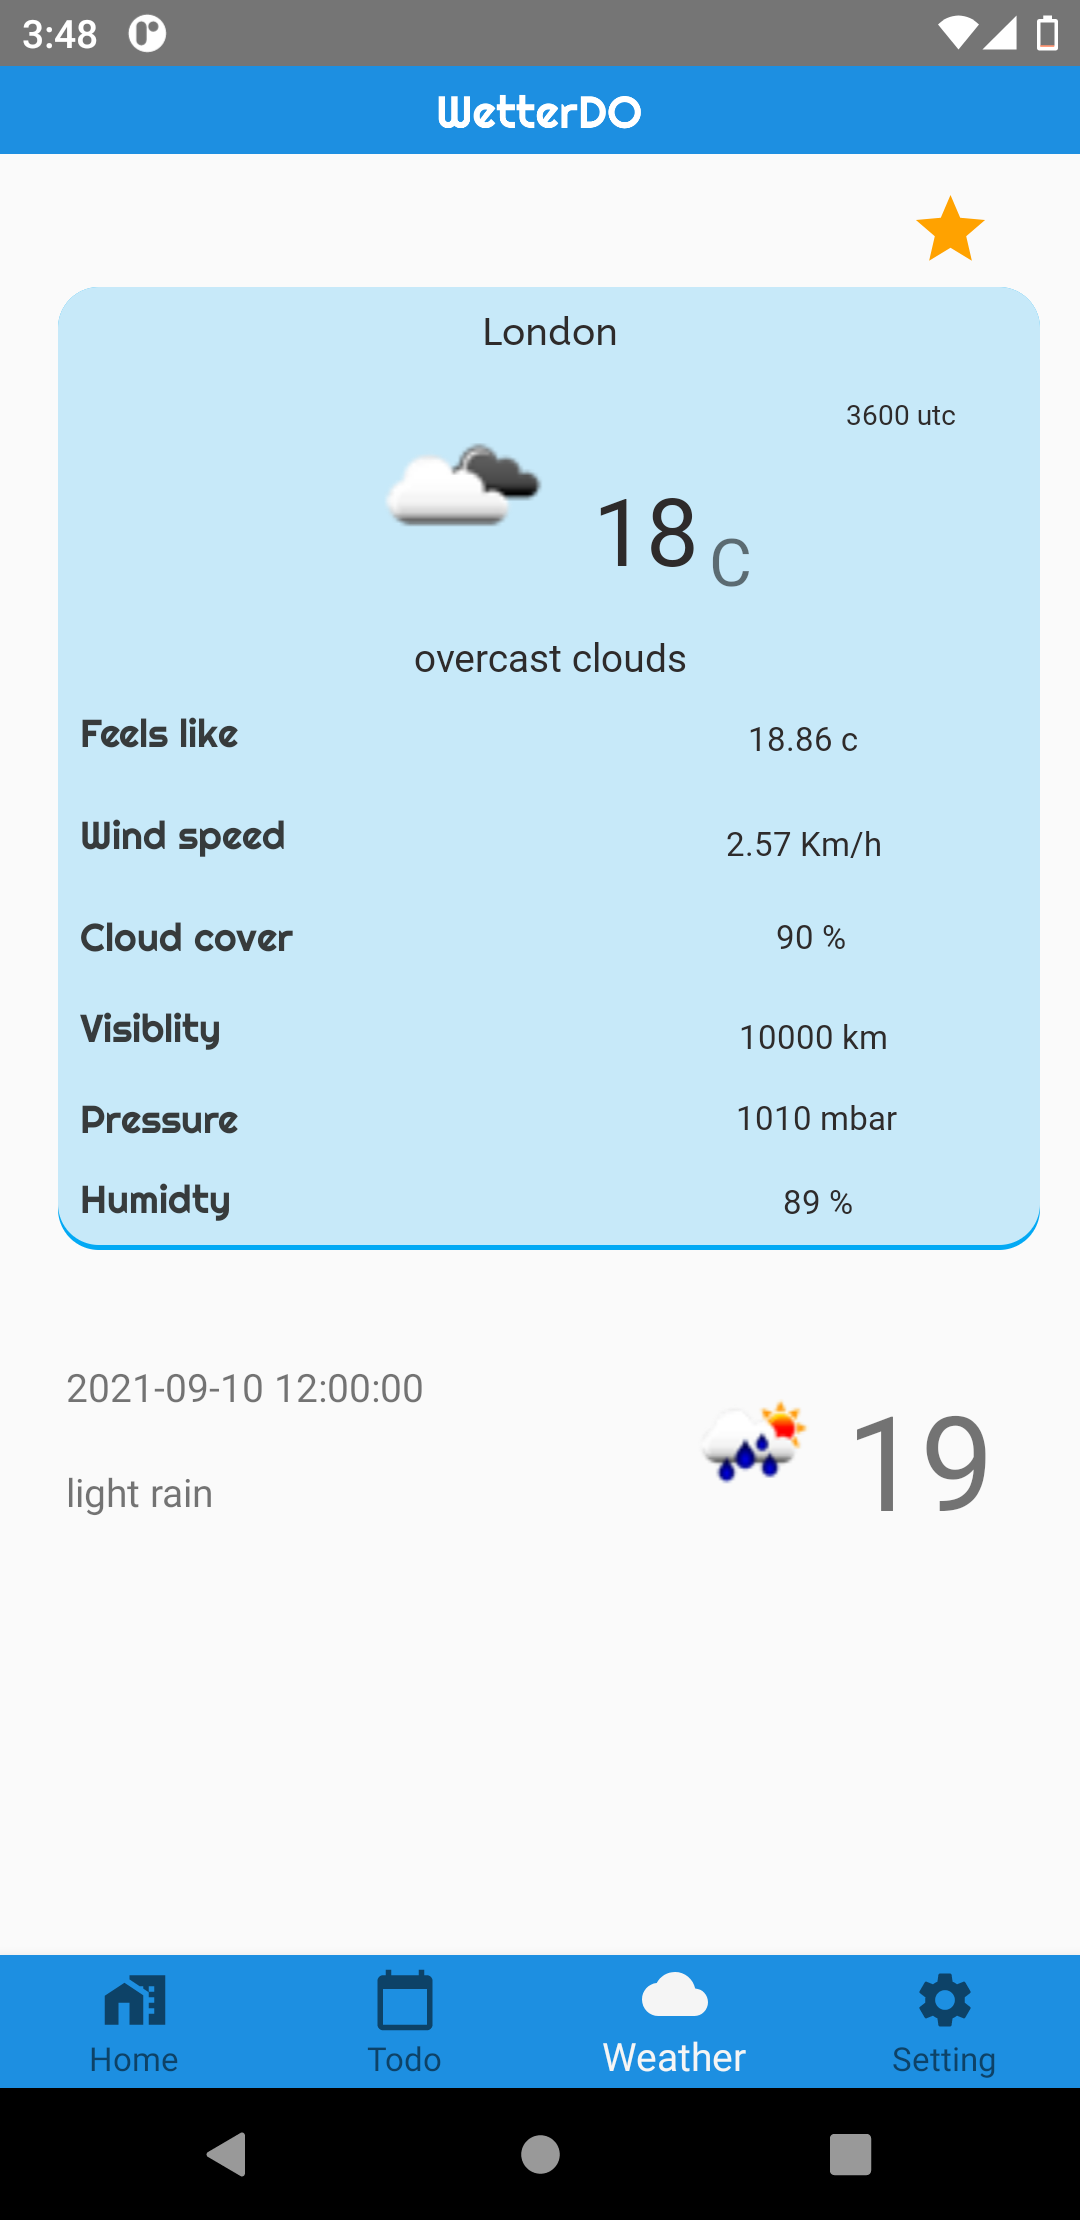 3:48
WetterDO
London
3600 utc
18 C
overcast clouds
Feels like 18.86 c
Wind speed 2.57 Km/h
Cloud cover 90 %
Visiblity 10000 km
Pressure 1010 mbar
Humidty 89 %
2021-09-10 12:00:00
19
light rain
Home Todo Weather Setting